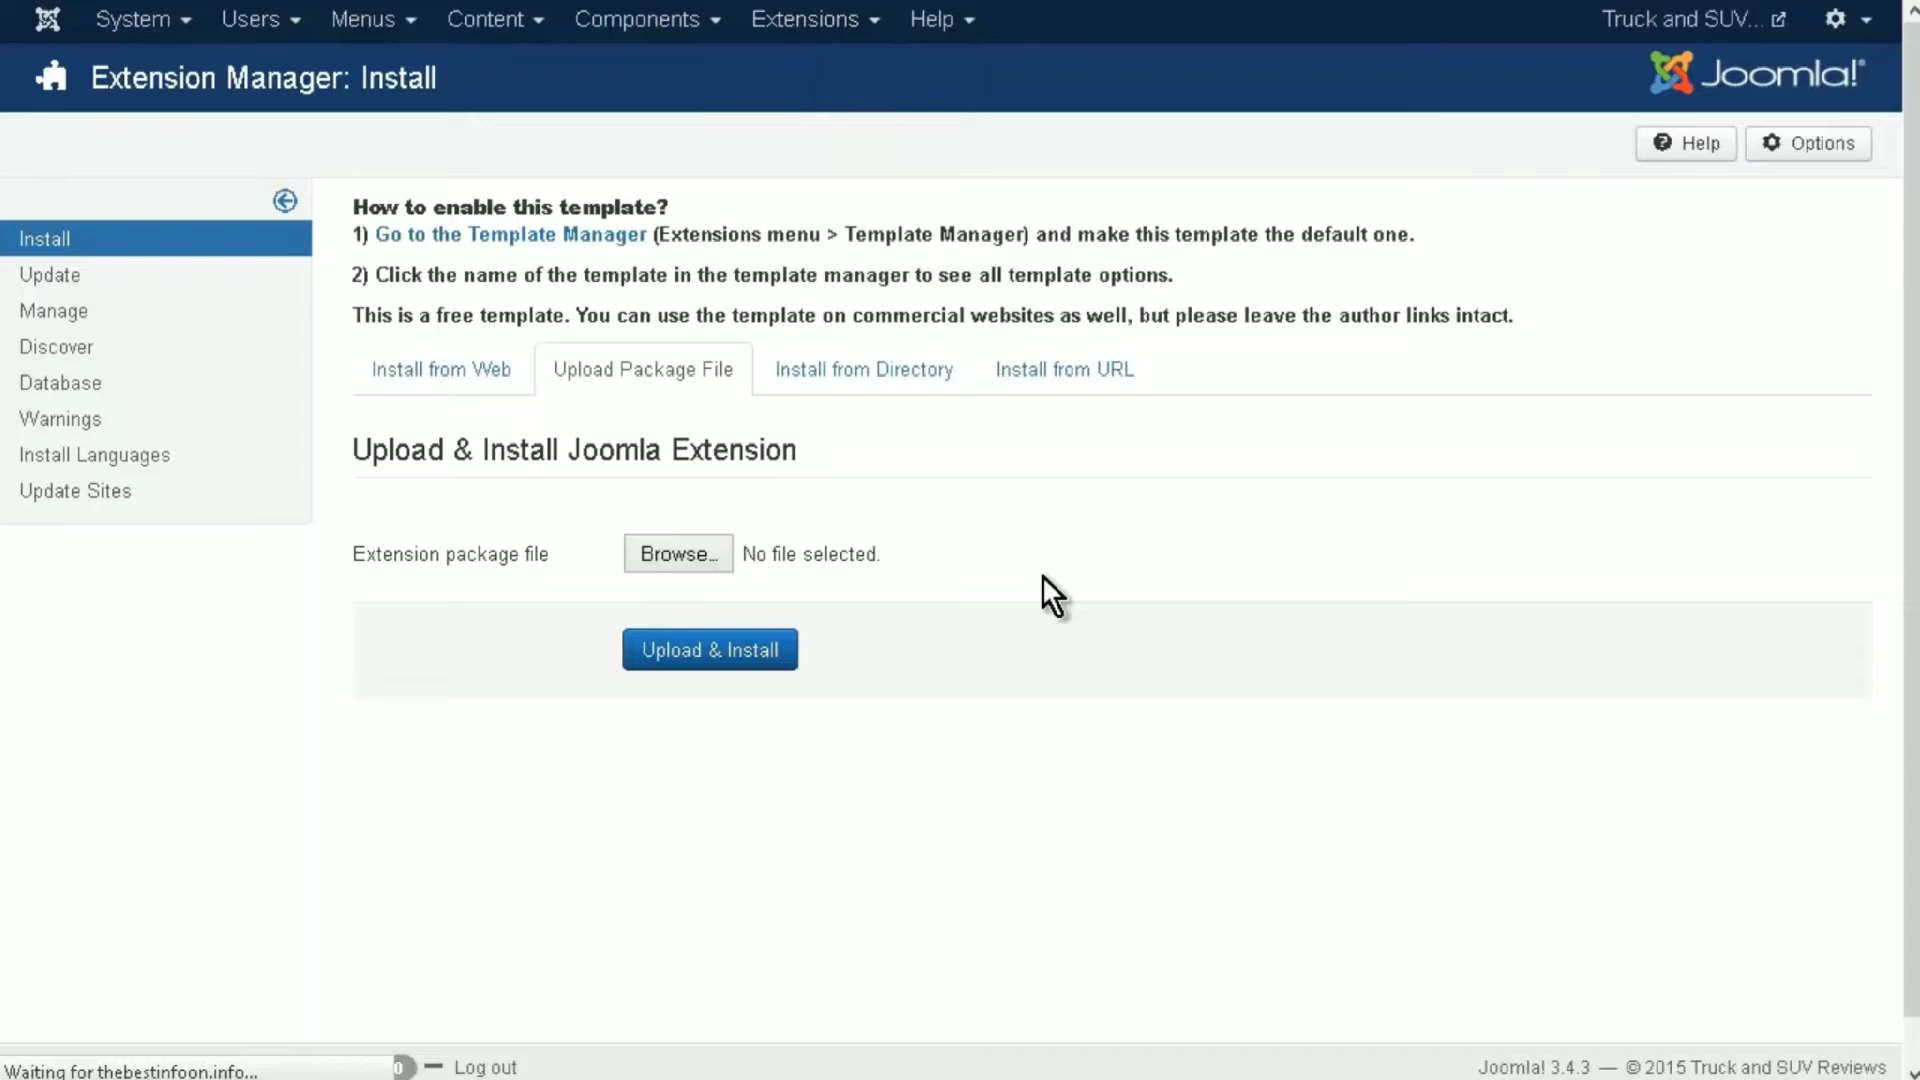 System Users Menus Content Components Extensions Help Truck and SUV...
Extension Manager: Install Joomla!®
Help Options
How to enable this template?
Install
1) Go to the Template Manager (Extensions menu > Template Manager) and make this template the default one.
Update
2) Click the name of the template in the template manager to see all template options.
Manage
This is a free template. You can use the template on commercial websites as well, but please leave the author links intact.
Discover
Install from Web Upload Package File Install from Directory Install from URL
Database
Warnings
Install Languages
Update Sites
Upload & Install Joomla Extension
Extension package file Browse... No file selected.
Upload & Install
Waiting for thebestinfoon.info... 0 Log out Joomla! 3.4.3 — © 2015 Truck and SUV Reviews